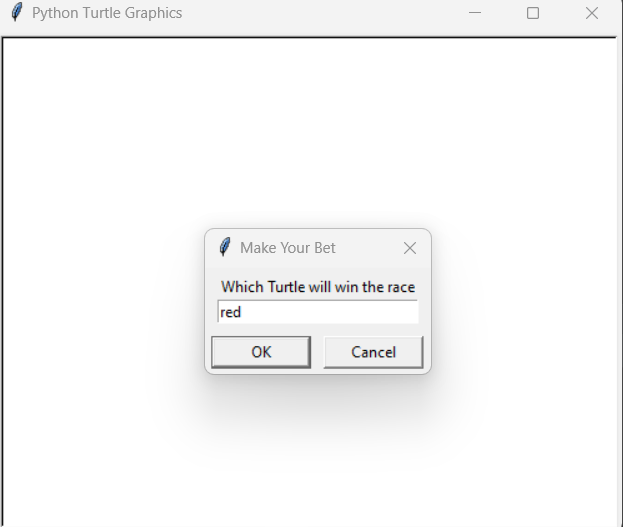 Python Turtle Graphics
Make Your Bet
Which Turtle will win the race
red
OK Cancel